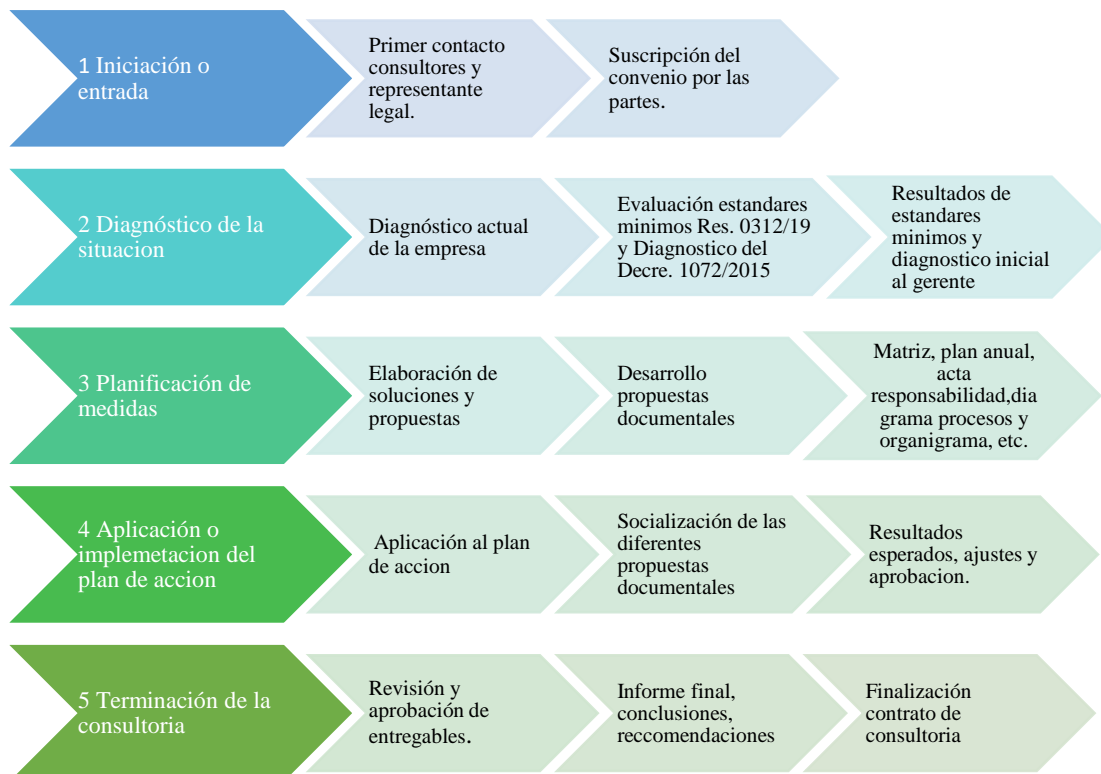 1 Iniciación o
entrada
Primer contacto
consultores y
representante
legal.
Suscripción del
convenio por las
partes.
2 Diagnóstico de la
situacion
Diagnóstico actual
de la empresa
Evaluación estandares
minimos Res. 0312/19
y Diagnostico del
Decre. 1072/2015
Resultados de
estandares
minimos y
diagnostico inicial
al gerente
3 Planificación de
medidas
Elaboración de
soluciones y
propuestas
Desarrollo
propuestas
documentales
Matriz, plan anual,
acta
responsabilidad,dia
grama procesos y
organigrama, etc.
4 Aplicación o
implemetacion del
plan de accion
Aplicación al plan
de accion
Socialización de las
diferentes
propuestas
documentales
Resultados
esperados, ajustes y
aprobacion.
5 Terminación de la
consultoria
Revisión y
aprobación de
entregables.
Informe final,
conclusiones,
reccomendaciones
Finalización
contrato de
consultoria